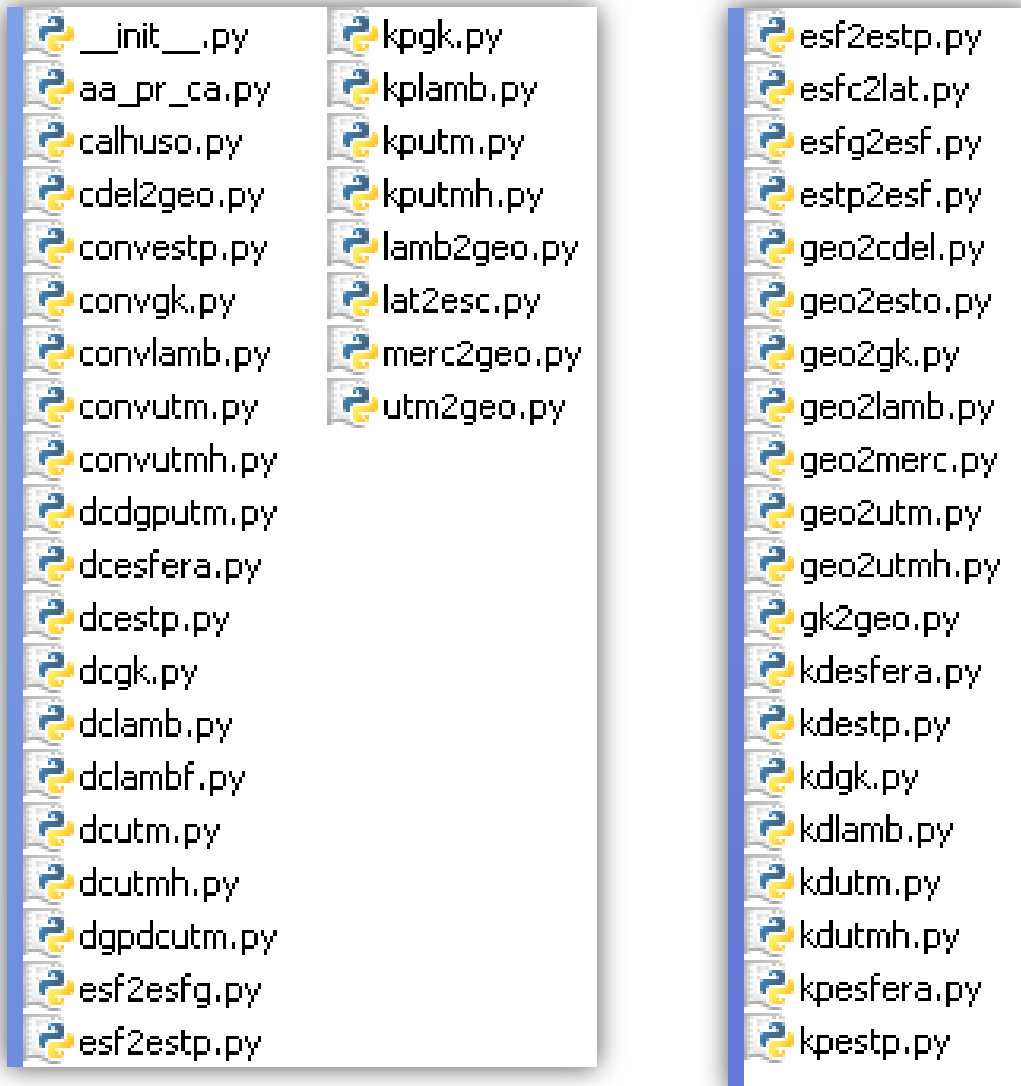 __init__.py
aa_pr_ca.py
calhuso.py
cdel2geo.py
convestp.py
convgk.py
convlamb.py
convutm.py
convutmh.py
dcdgputm.py
dcesfera.py
dcestp.py
dcgk.py
dclamb.py
dclambf.py
dcutm.py
dcutmh.py
dgpdcutm.py
esf2esfg.py
esf2estp.py
kpgk.py
kplamb.py
kputm.py
kputmh.py
lamb2geo.py
lat2esc.py
merc2geo.py
utm2geo.py
esf2estp.py
esfc2lat.py
esfg2esf.py
estp2esf.py
geo2cdel.py
geo2esto.py
geo2gk.py
geo2lamb.py
geo2merc.py
geo2utm.py
geo2utmh.py
gk2geo.py
kdesfera.py
kdestp.py
kdgk.py
kdlamb.py
kdutm.py
kdutmh.py
kpesfera.py
kpestp.py